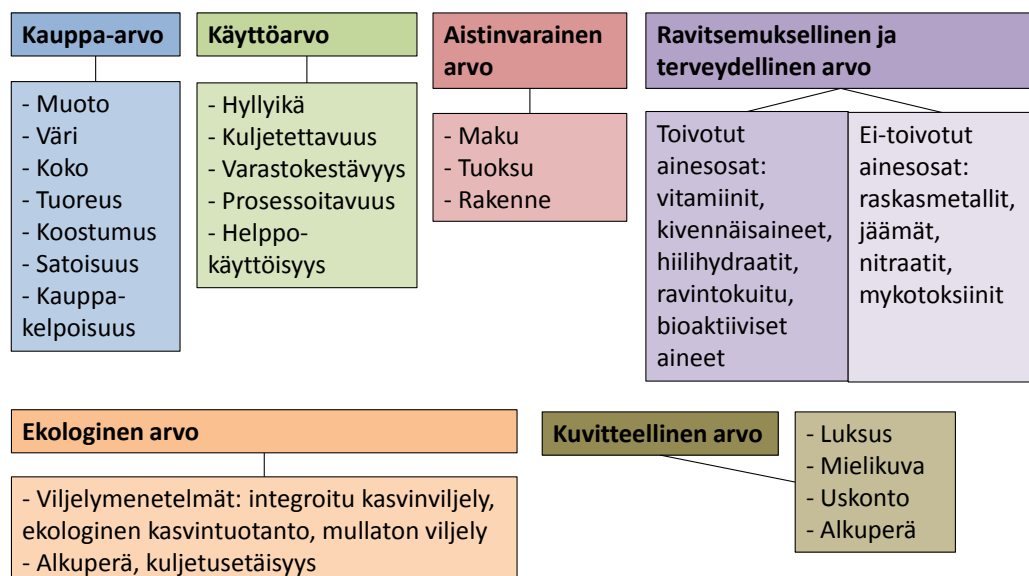 Kauppa-arvo
- Muoto
- Väri
- Koko
- Tuoreus
- Koostumus
- Satoisuus
- Kauppa-
kelpoisuus
Käyttöarvo
- Hyllyikä
- Kuljetettavuus
- Varastokestävyys
- Prosessoitavuus
- Helppo-
käyttöisyys
Aistinvarainen
arvo
- Maku
- Tuoksu
- Rakenne
Ravitsemuksellinen ja
terveydellinen arvo
Toivotut
ainesosat:
vitamiinit,
kivennäisaineet,
hiilihydraatit,
ravintokuitu,
bioaktiiviset
aineet
Ei-toivotut
ainesosat:
raskasmetallit,
jäämät,
nitraatit,
mykotoksiinit
Ekologinen arvo
- Viljelymenetelmät: integroitu kasvinviljely,
ekologinen kasvintuotanto, mullaton viljely
- Alkuperä, kuljetusetäisyys
Kuvitteellinen arvo
- Luksus
- Mielikuva
- Uskonto
- Alkuperä